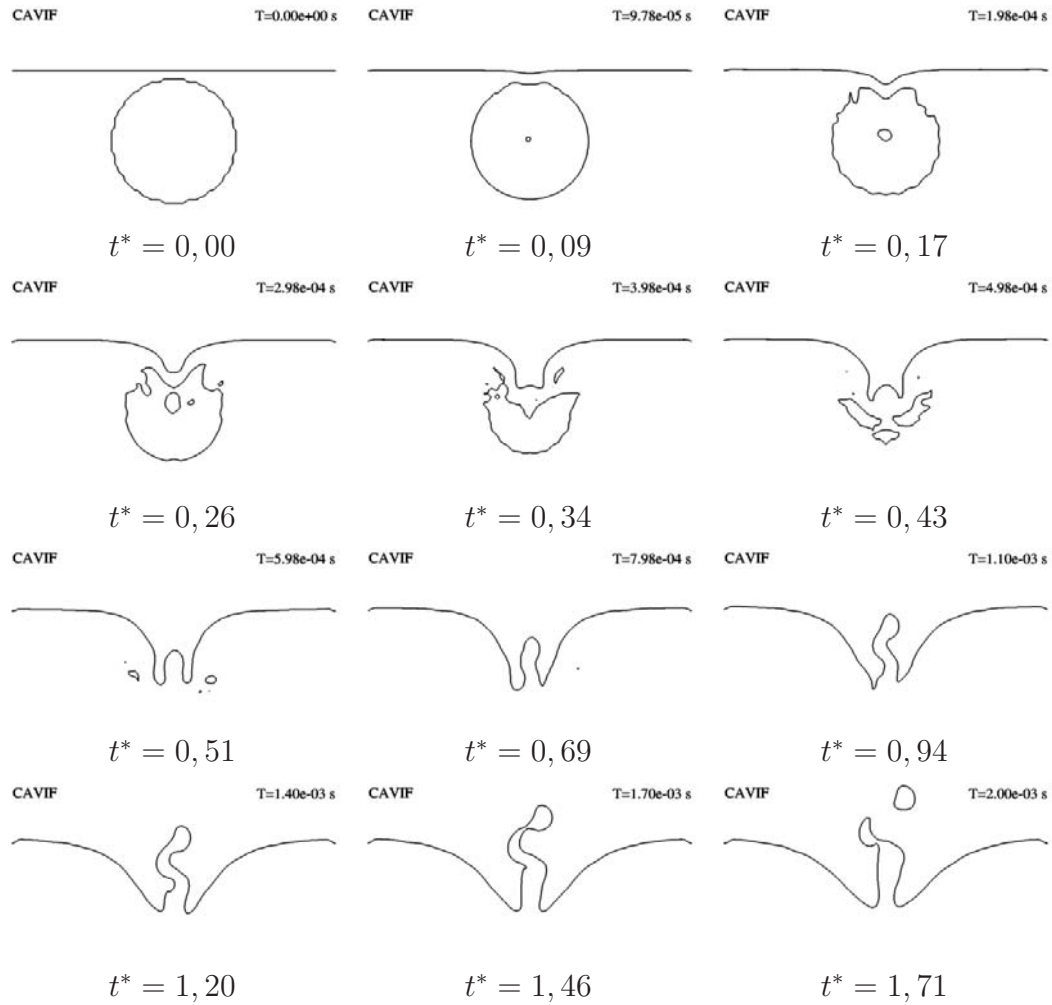 CAVIF T=0.00e+00 s CAVIF T=9.78e-05 s CAVIF T=1.98e-04 s
t* = 0, 00 t* = 0, 09 t* = 0, 17
CAVIF T=2.98e-04 s CAVIF T=3.98e-04 s CAVIF T=4.98e-04 s
t* = 0, 26 t* = 0, 34 t* = 0, 43
CAVIF T=5.98e-04 s CAVIF T=7.98e-04 s CAVIF T=1.10e-03 s
t* = 0, 51 t* = 0, 69 t* = 0, 94
CAVIF T=1.40e-03 s CAVIF T=1.70e-03 s CAVIF T=2.00e-03 s
t* = 1, 20 t* = 1, 46 t* = 1, 71